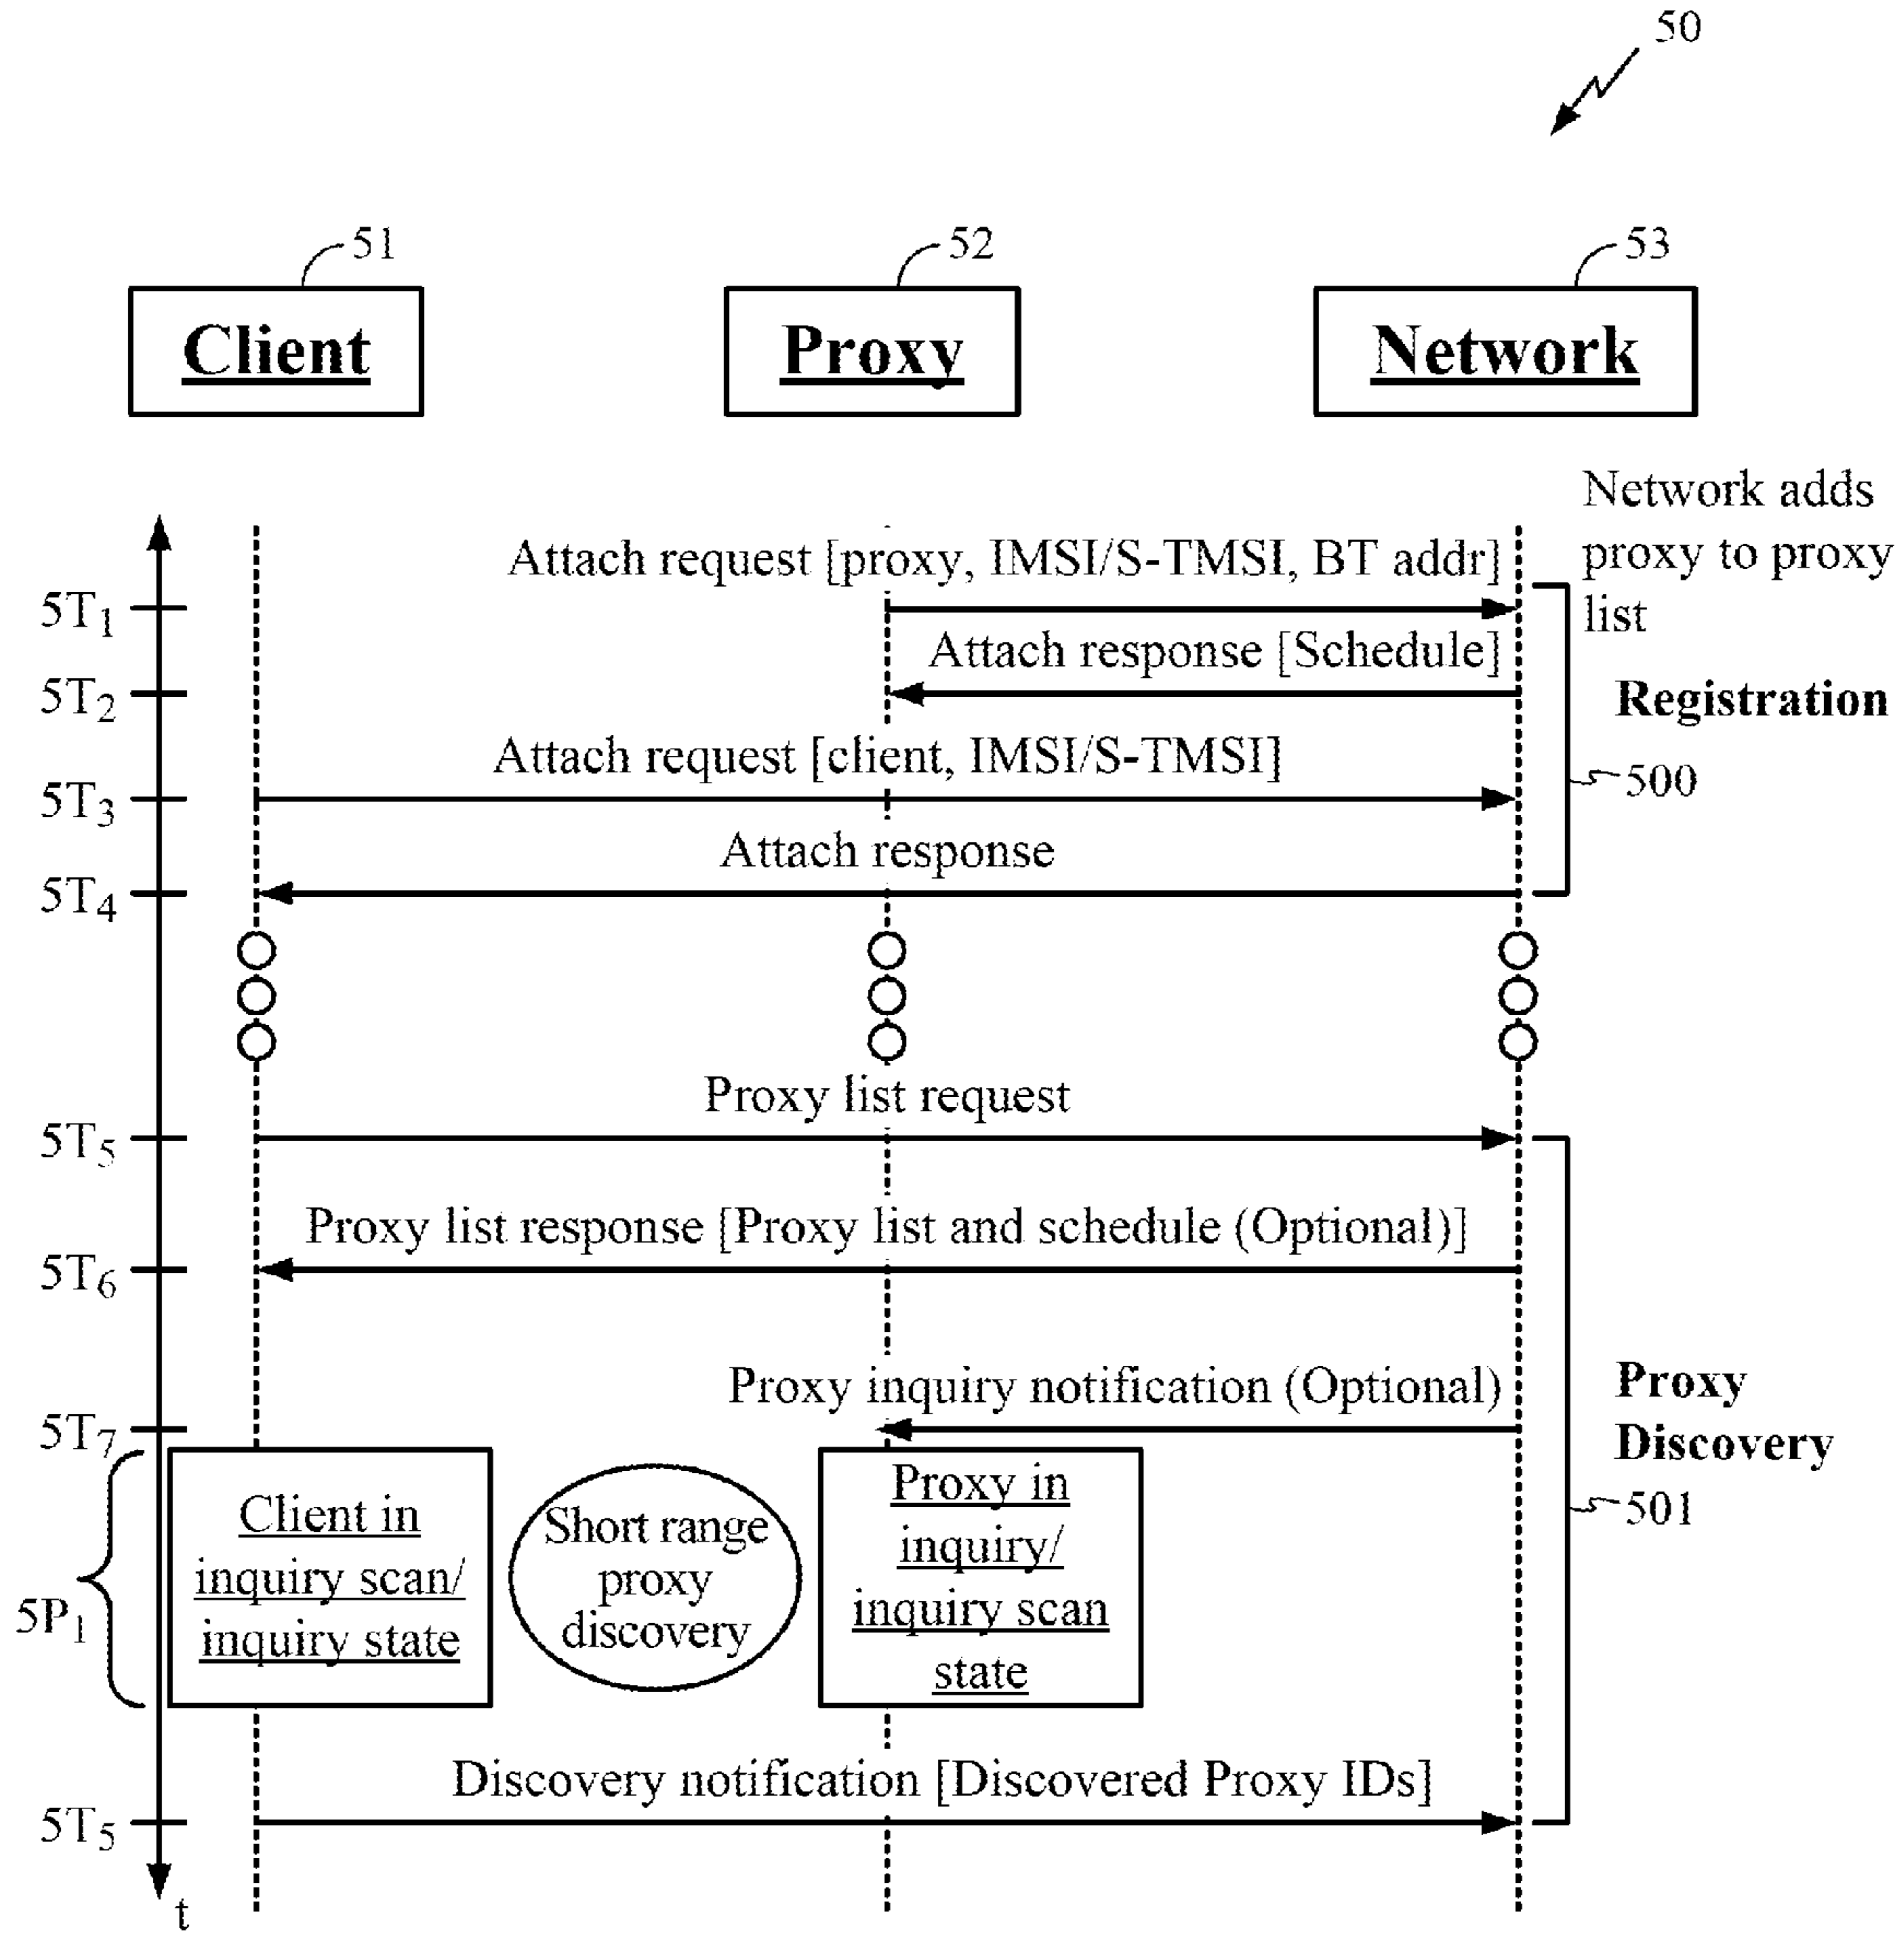 50
51
52
53
Client
Proxy
Network
Network adds
proxy to proxy
list
Attach request [proxy, IMSI/S-TMSI, BT addr]
5T1
Attach response [Schedule]
5T2
Registration
Attach request [client, IMSI/S-TMSI]
5T3
500
Attach response
5T4
Proxy list request
5T5
Proxy list response [Proxy list and schedule (Optional)]
5T6
Proxy inquiry notification (Optional)
5T7
Proxy
Discovery
501
5P1
Client in
inquiry scan/
inquiry state
Short range
proxy
discovery
Proxy in
inquiry/
inquiry scan
state
Discovery notification [Discovered Proxy IDs]
5T5
t